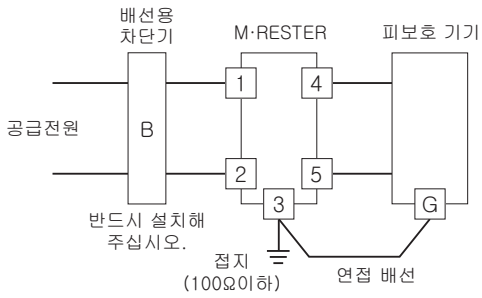 배선용
차단기
M·RESTER
피보호 기기
1
4
공급전원
B
2
5
3
G
반드시 설치해
주십시오.
접지
(100Ω이하)
연접 배선